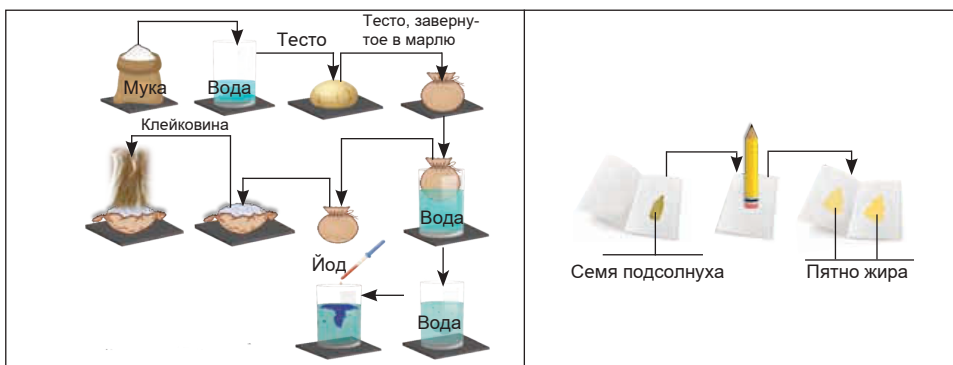 Тесто, заверну-
тое в марлю
Тесто
Мука
Вода
Клейковина
Вода
Йод
Вода
Семя подсолнуха
Пятно жира